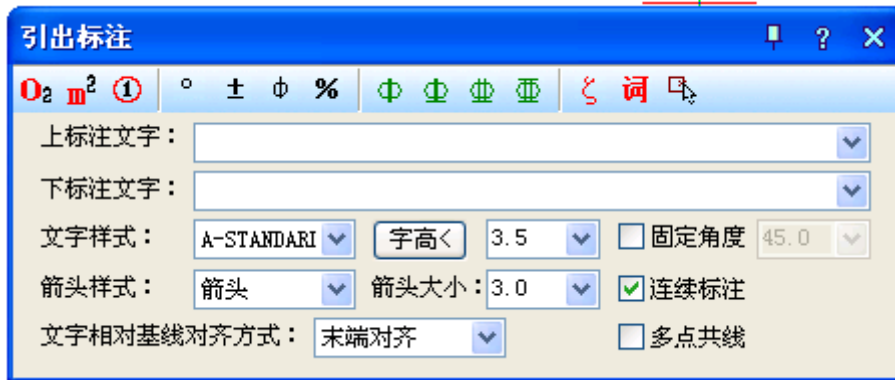 引出标注 ?
O₂ m² ① ° ± ф % 词
上标注文字：
下标注文字：
文字样式： A-STANDARI 字高< 3.5 固定角度 45.0
箭头样式： 箭头 箭头大小： 3.0 连续标注
文字相对基线对齐方式： 末端对齐 多点共线